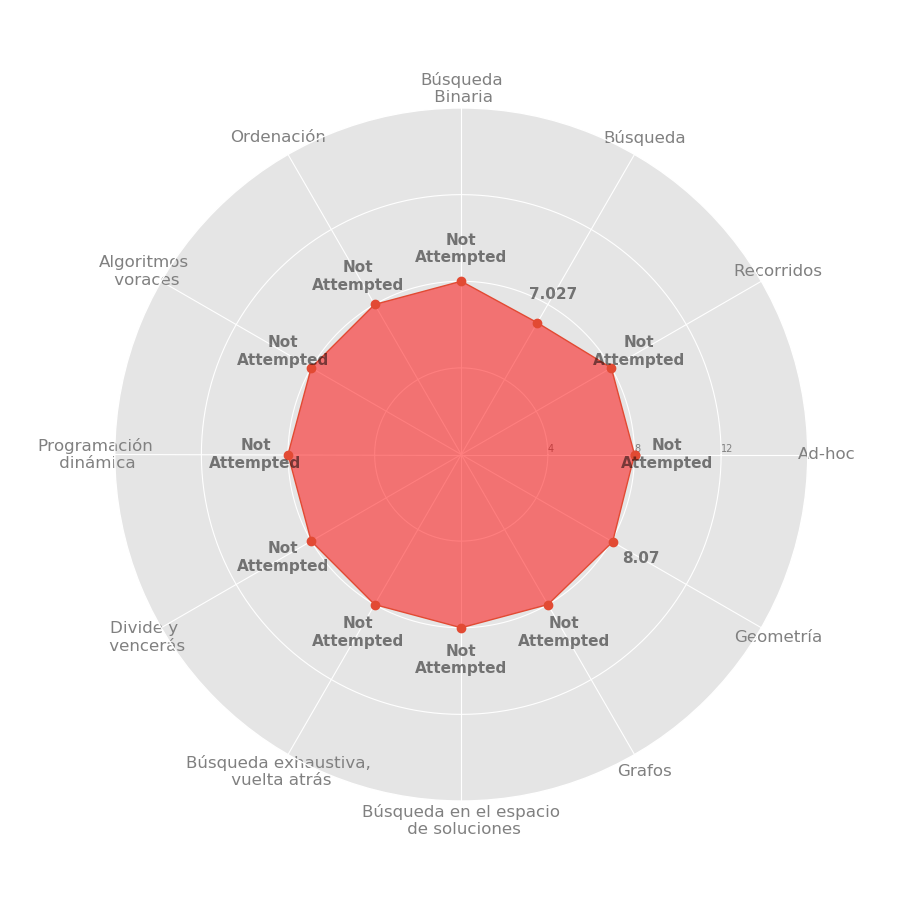 Búsqueda
Binaria
Ordenación
Búsqueda
Not
Attempted
Algoritmos
voraces
Not
Attempted
7.027
Recorridos
Not
Attempted
Not
Attempted
Programación
dinámica
Not
Attempted
4
8
12
Not
Attempted
Ad-hoc
Not
Attempted
8.07
Divide y
vencerás
Not
Attempted
Not
Attempted
Not
Attempted
Geometría
Búsqueda exhaustiva,
vuelta atrás
Grafos
Búsqueda en el espacio
de soluciones